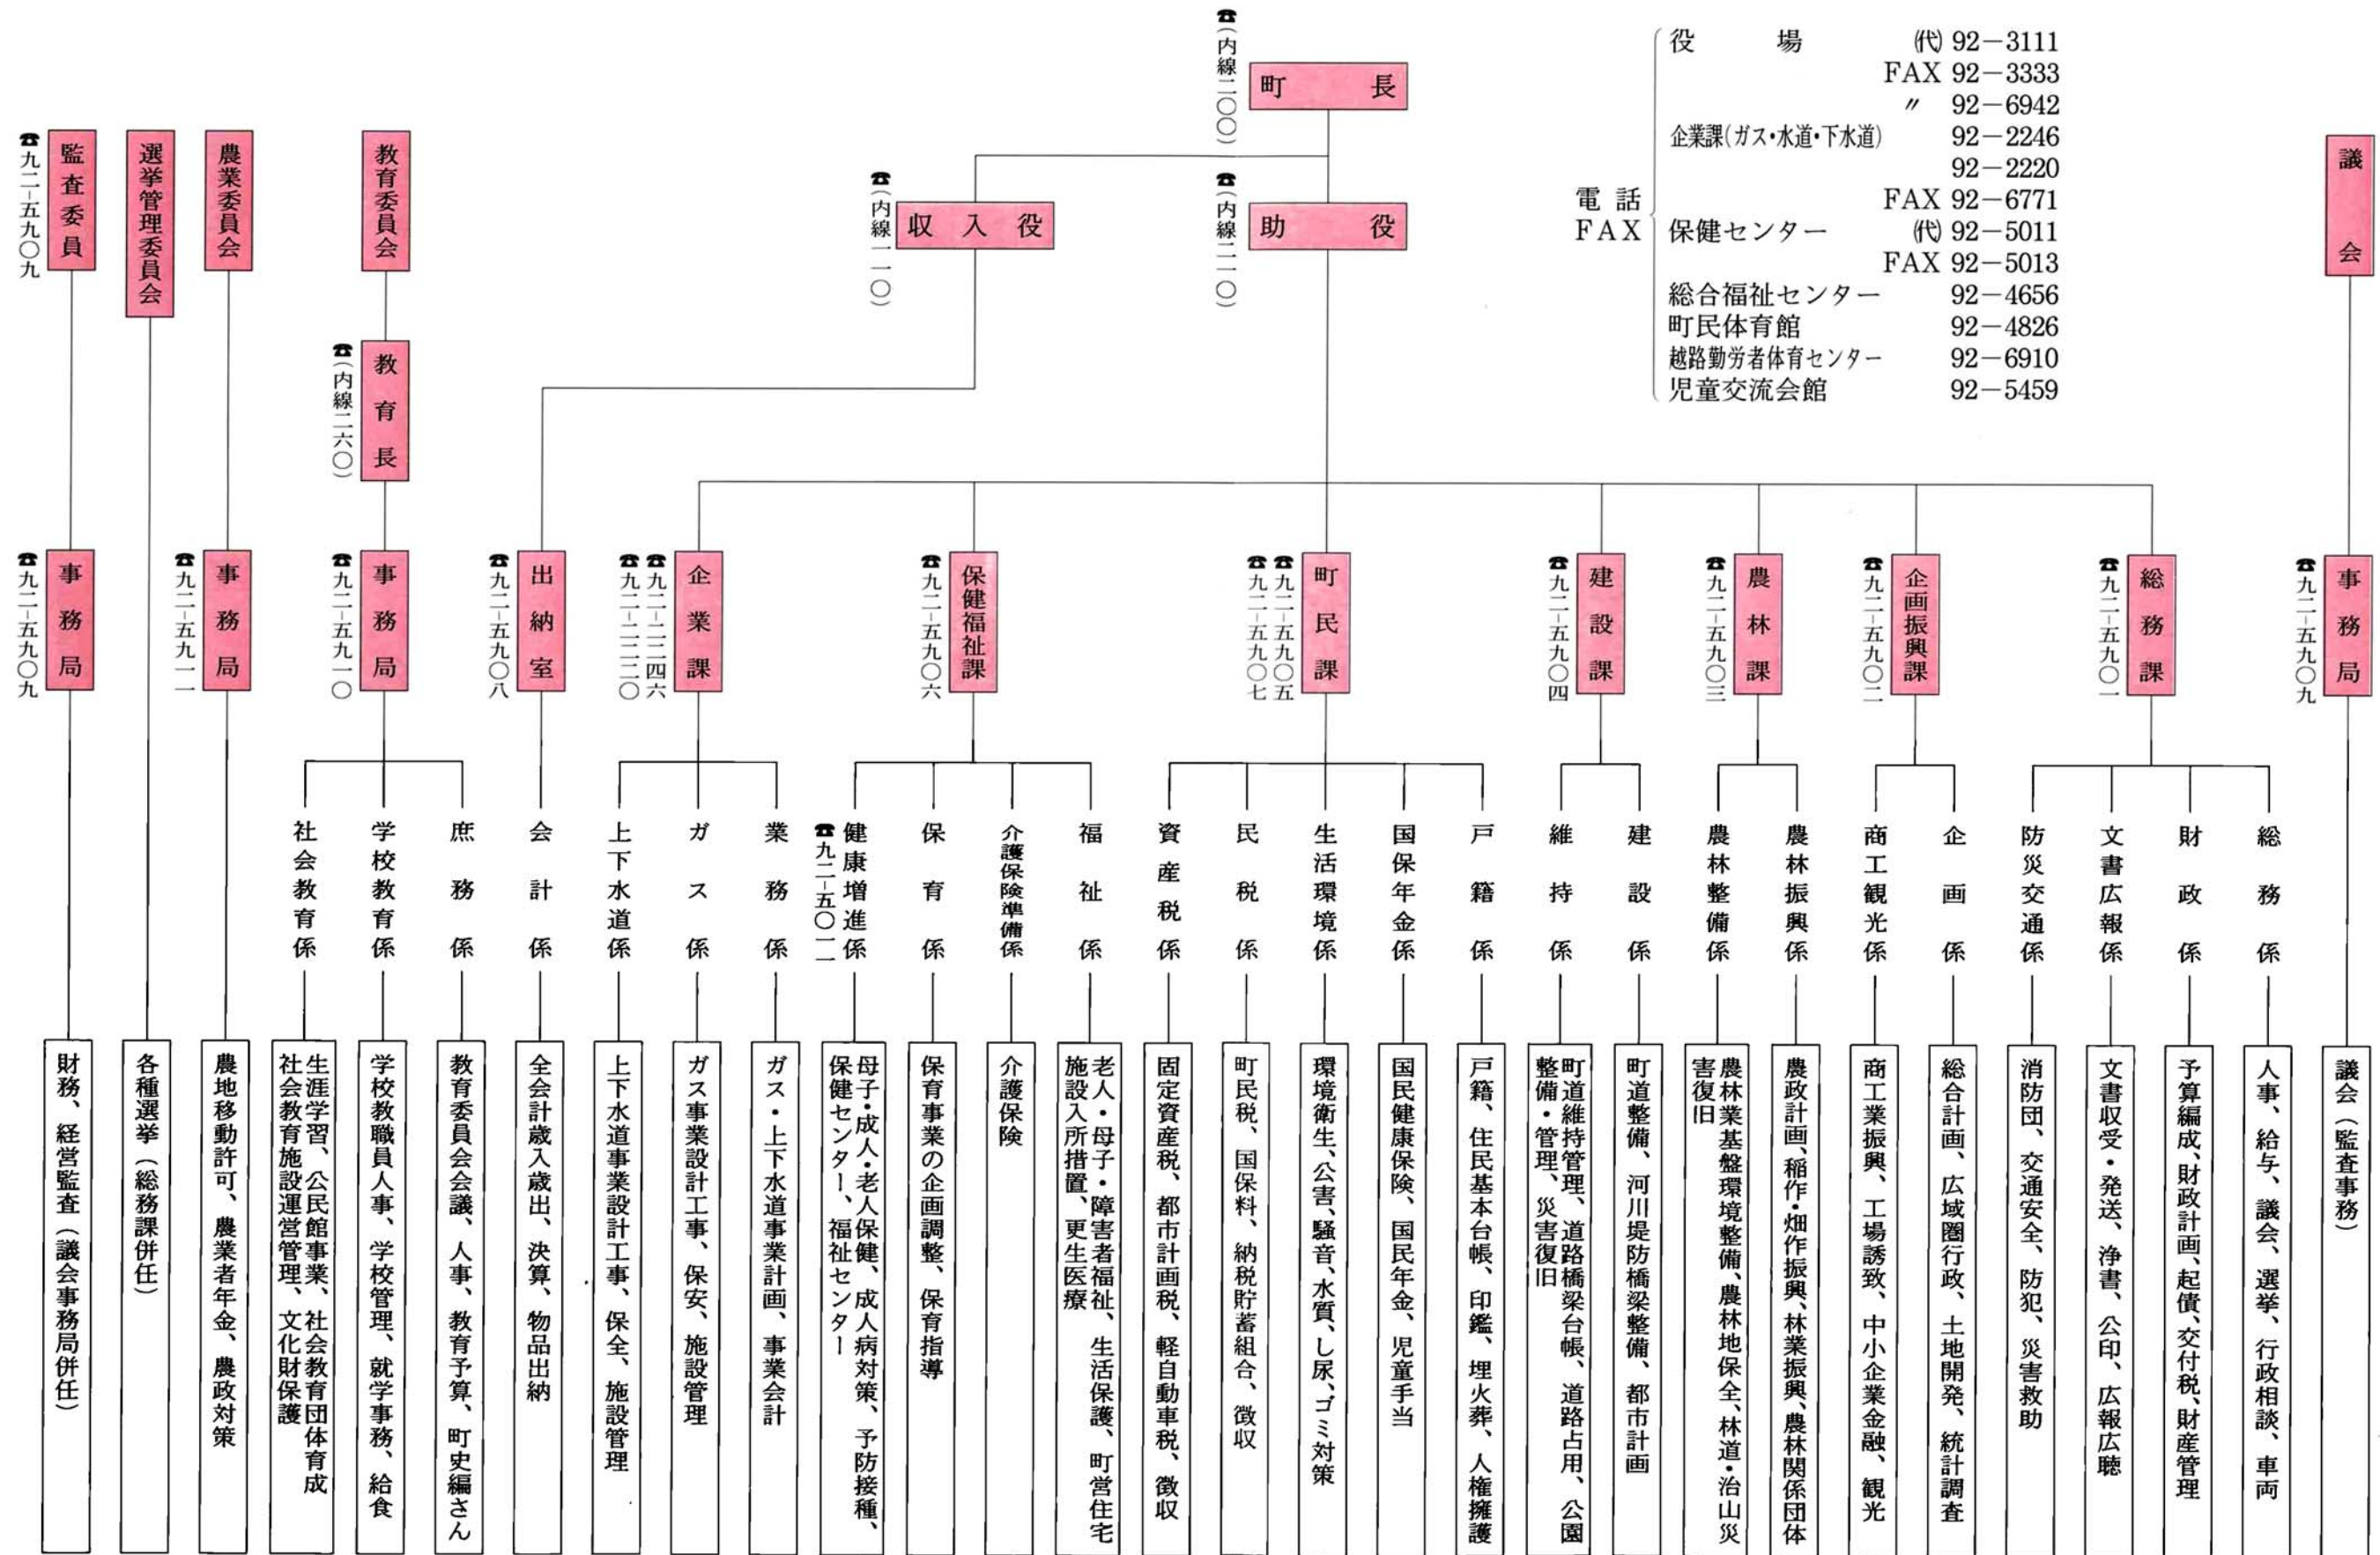 役場 (代) 92－3111
FAX 92－3333
〃 92－6942
企業課(ガス・水道・下水道) 92－2246
92－2220
FAX 92－6771
電話
FAX
保健センター (代) 92－5011
FAX 92－5013
総合福祉センター 92－4656
町民体育館 92－4826
越路勤労者体育センター 92－6910
児童交流会館 92－5459
議会
事務局
☎九二－五九〇九
議会（監査事務）
町長
☎（内線二〇〇）
助役
☎（内線二一〇）
収入役
☎（内線一一〇）
総務課
☎九二－五九〇一
総務係
人事、給与、議会、選挙、行政相談、車両
財政係
予算編成、財政計画、起債、交付税、財産管理
文書広報係
文書収受・発送、浄書、公印、広報広聴
防災交通係
消防団、交通安全、防犯、災害救助
企画振興課
☎九二－五九〇二
企画係
総合計画、広域圏行政、土地開発、統計調査
商工観光係
商工業振興、工場誘致、中小企業金融、観光
農林課
☎九二－五九〇三
農林振興係
農政計画、稲作・畑作振興、林業振興、農林関係団体
農林整備係
農林業基盤環境整備、農林地保全、林道・治山災
害復旧
建設課
☎九二－五九〇四
建設係
町道整備、河川堤防橋梁整備、都市計画
維持係
町道維持管理、道路橋梁台帳、道路占用、公園
整備・管理、災害復旧
町民課
☎九二－五九〇五
☎九二－五九〇七
戸籍係
戸籍、住民基本台帳、印鑑、埋火葬、人権擁護
国保年金係
国民健康保険、国民年金、児童手当
生活環境係
環境衛生、公害、騒音、水質、し尿、ゴミ対策
民税係
町民税、国保料、納税貯蓄組合、徴収
資産税係
固定資産税、都市計画税、軽自動車税、徴収
保健福祉課
☎九二－五九〇六
福祉係
老人・母子・障害者福祉、生活保護、町営住宅
施設入所措置、更生医療
介護保険準備係
介護保険
保育係
保育事業の企画調整、保育指導
健康増進係
☎九二－五〇一一
母子・成人・老人保健、成人病対策、予防接種、
保健センター、福祉センター
企業課
☎九二－二二四六
☎九二－二二二〇
業務係
ガス・上下水道事業計画、事業会計
ガス係
ガス事業設計工事、保安、施設管理
上下水道係
上下水道事業設計工事、保全、施設管理
出納室
☎九二－五九〇八
会計係
全会計歳入歳出、決算、物品出納
教育委員会
教育長
☎（内線二六〇）
事務局
☎九二－五九一〇
庶務係
教育委員会会議、人事、教育予算、町史編さん
学校教育係
学校教職員人事、学校管理、就学事務、給食
社会教育係
生涯学習、公民館事業、社会教育団体育成
社会教育施設運営管理、文化財保護
農業委員会
事務局
☎九二－五九一一
農地移動許可、農業者年金、農政対策
選挙管理委員会
各種選挙（総務課併任）
監査委員
☎九二－五九〇九
事務局
☎九二－五九〇九
財務、経営監査（議会事務局併任）